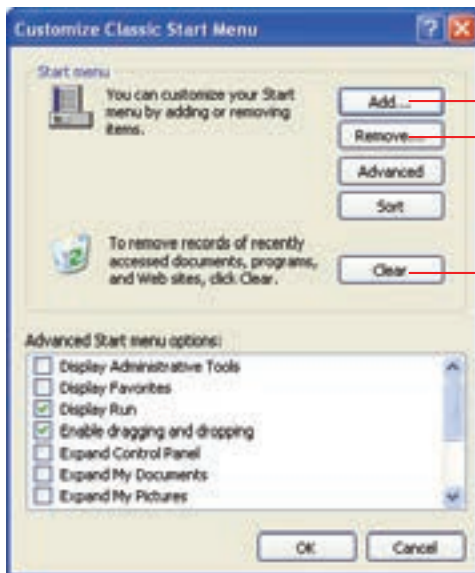 Customize Classic Start Menu
Start menu
You can customize your Start
menu by adding or removing
items.
Add...
Remove...
Advanced
Sort
To remove records of recently
accessed documents, programs,
and Web sites, click Clear.
Clear
Advanced Start menu options:
Display Administrative Tools
Display Favorites
Display Run
Enable dragging and dropping
Expand Control Panel
Expand My Documents
Expand My Pictures
OK
Cancel